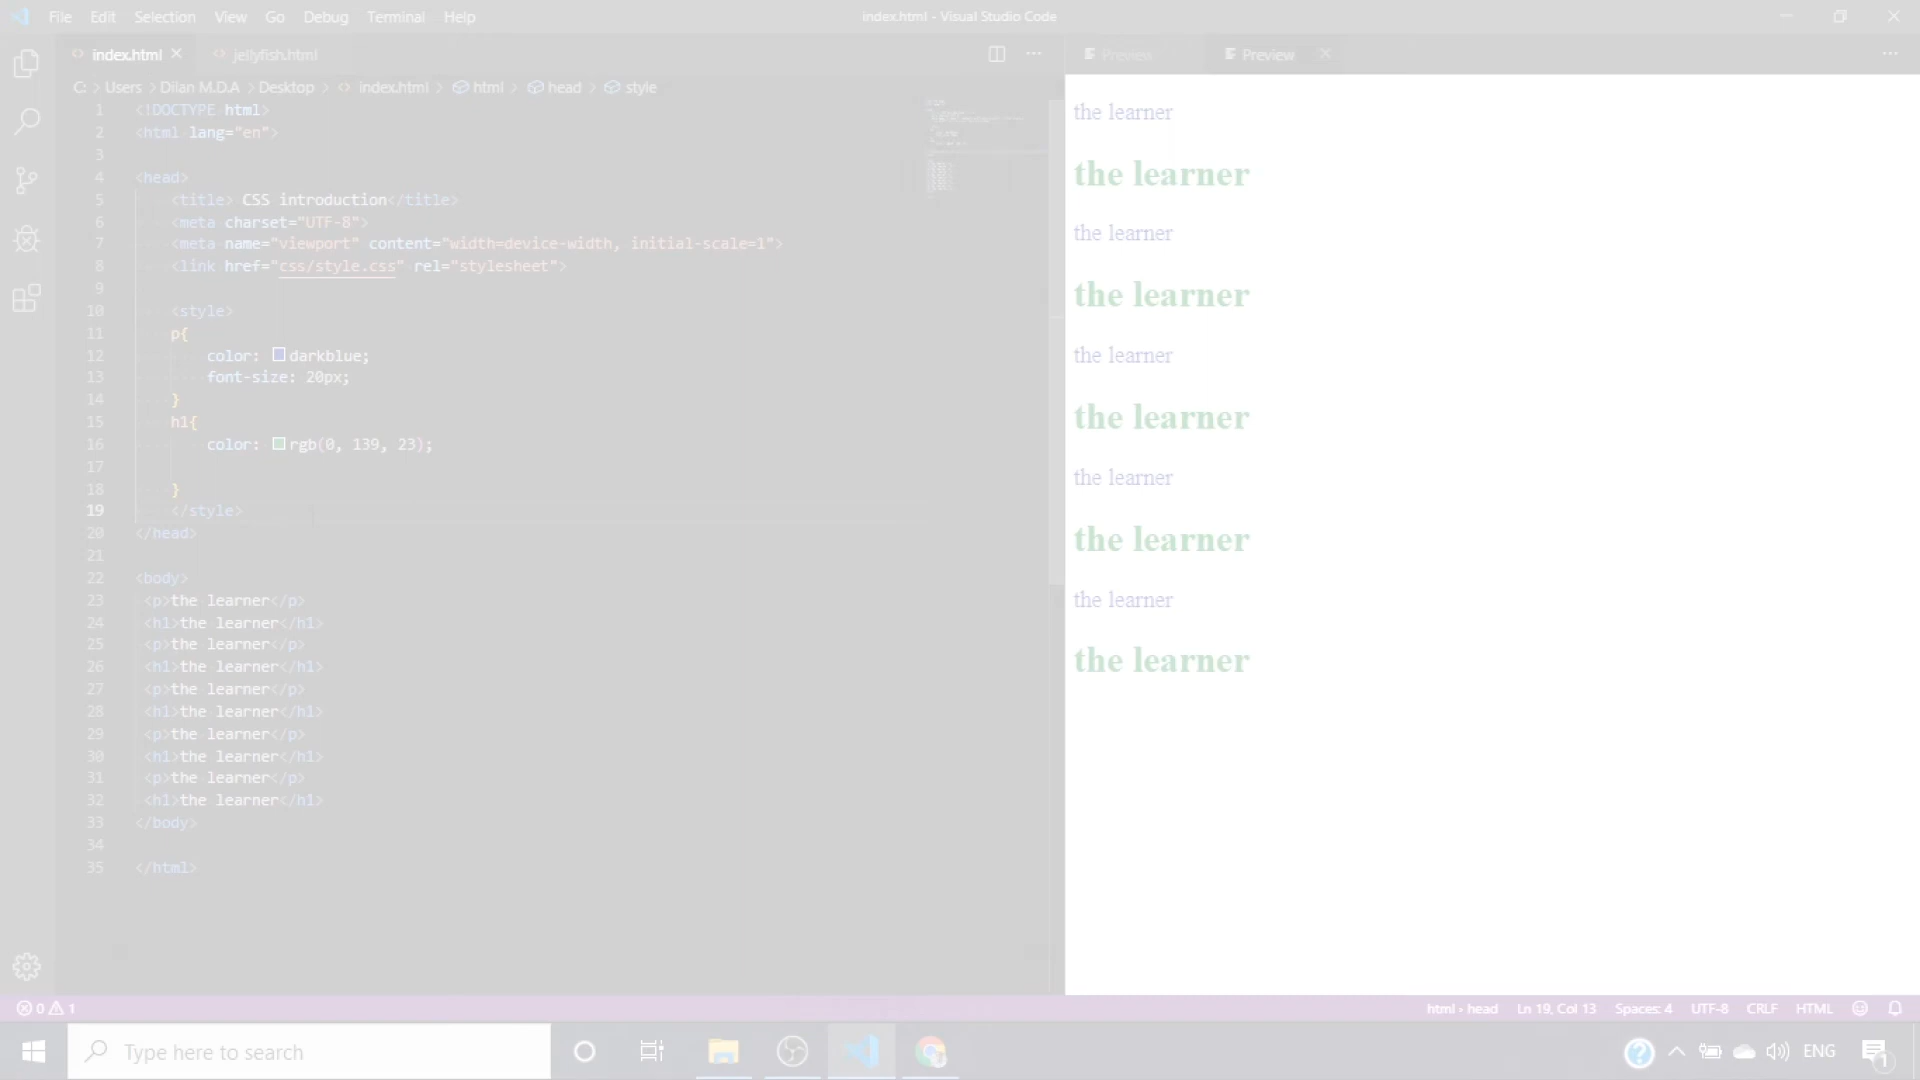 File Edit Selection View Go Debug Terminal Help
index.html - Visual Studio Code
index.html
jellyfish.html
Preview
Preview
C: > Users > Dilan M.D.A > Desktop > index.html > html > head > style
1 <!DOCTYPE html>
2 <html lang="en">
3
4 <head>
5 <title> CSS introduction</title>
6 <meta charset="UTF-8">
7 <meta name="viewport" content="width=device-width, initial-scale=1">
8 <link href="css/style.css" rel="stylesheet">
9
10 <style>
11 p{
12 color: darkblue;
13 font-size: 20px;
14 }
15 h1{
16 color: rgb(0, 139, 23);
17
18 }
19 </style>
20 </head>
21
22 <body>
23 <p>the learner</p>
24 <h1>the learner</h1>
25 <p>the learner</p>
26 <h1>the learner</h1>
27 <p>the learner</p>
28 <h1>the learner</h1>
29 <p>the learner</p>
30 <h1>the learner</h1>
31 <p>the learner</p>
32 <h1>the learner</h1>
33 </body>
34
35 </html>
the learner
the learner
the learner
the learner
the learner
the learner
the learner
the learner
the learner
the learner
0 1
html > head Ln 19, Col 13 Spaces: 4 UTF-8 CRLF HTML
Type here to search
ENG
1